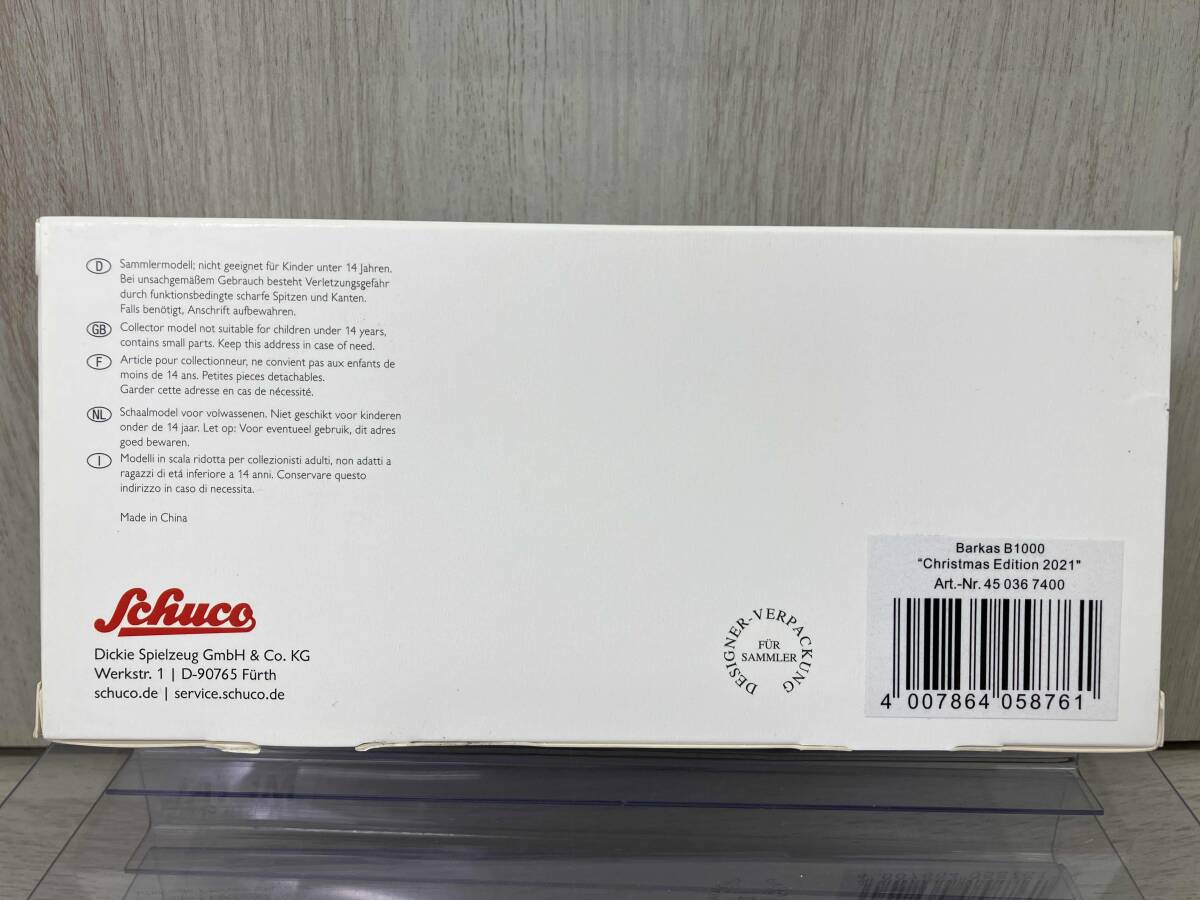 D Sammlermodell; nicht geeignet für Kinder unter 14 Jahren.
Bei unsachgemäßem Gebrauch besteht Verletzungsgefahr
durch funktionsbedingte scharfe Spitzen und Kanten.
Falls benötigt, Anschrift aufbewahren.
GB Collector model not suitable for children under 14 years,
contains small parts. Keep this address in case of need.
F Article pour collectionneur, ne convient pas aux enfants de
moins de 14 ans. Petites pieces detachables.
Garder cette adresse en cas de nécessité.
NL Schaalmodel voor volwassenen. Niet geschikt voor kinderen
onder de 14 jaar. Let op: Voor eventueel gebruik, dit adres
goed bewaren.
I Modelli in scala ridotta per collezionisti adulti, non adatti a
ragazzi di etá inferiore a 14 anni. Conservare questo
indirizzo in caso di necessita.
Made in China
Schuco
Dickie Spielzeug GmbH & Co. KG
Werkstr. 1 | D-90765 Fürth
schuco.de | service.schuco.de
DESIGNER-VERPACKUNG
FÜR
SAMMLER
Barkas B1000
"Christmas Edition 2021"
Art.-Nr. 45 036 7400
4 007864 058761